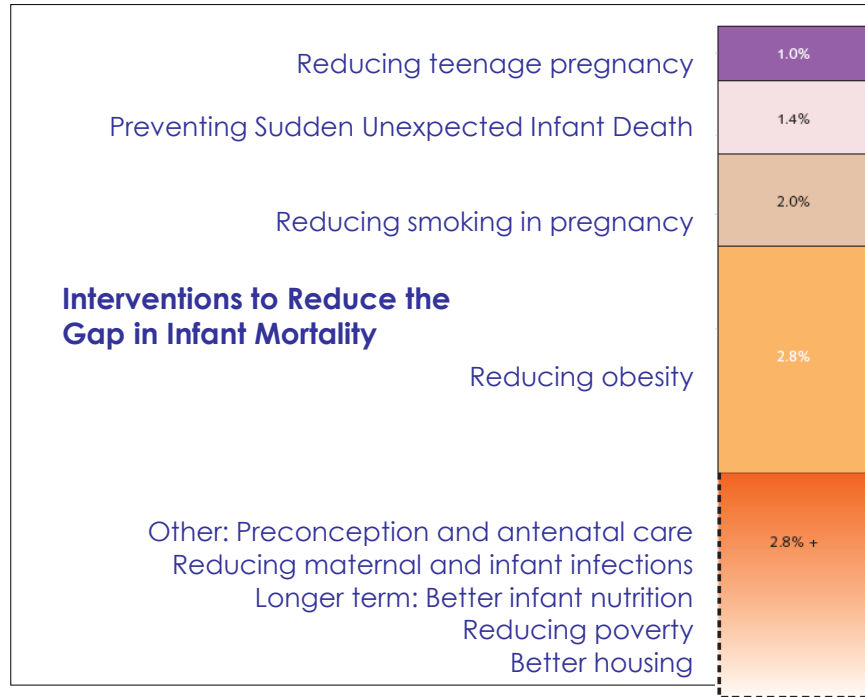 Reducing teenage pregnancy
1.0%
Preventing Sudden Unexpected Infant Death
1.4%
Reducing smoking in pregnancy
2.0%
Interventions to Reduce the
Gap in Infant Mortality
Reducing obesity
2.8%
Other: Preconception and antenatal care
2.8% +
Reducing maternal and infant infections
Longer term: Better infant nutrition
Reducing poverty
Better housing